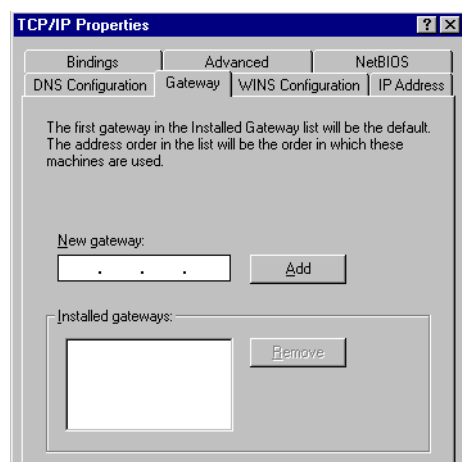 TCP/IP Properties
? X
Bindings Advanced NetBIOS
DNS Configuration Gateway WINS Configuration IP Address
The first gateway in the Installed Gateway list will be the default.
The address order in the list will be the order in which these
machines are used.
New gateway:
. . . Add
Installed gateways:
Remove